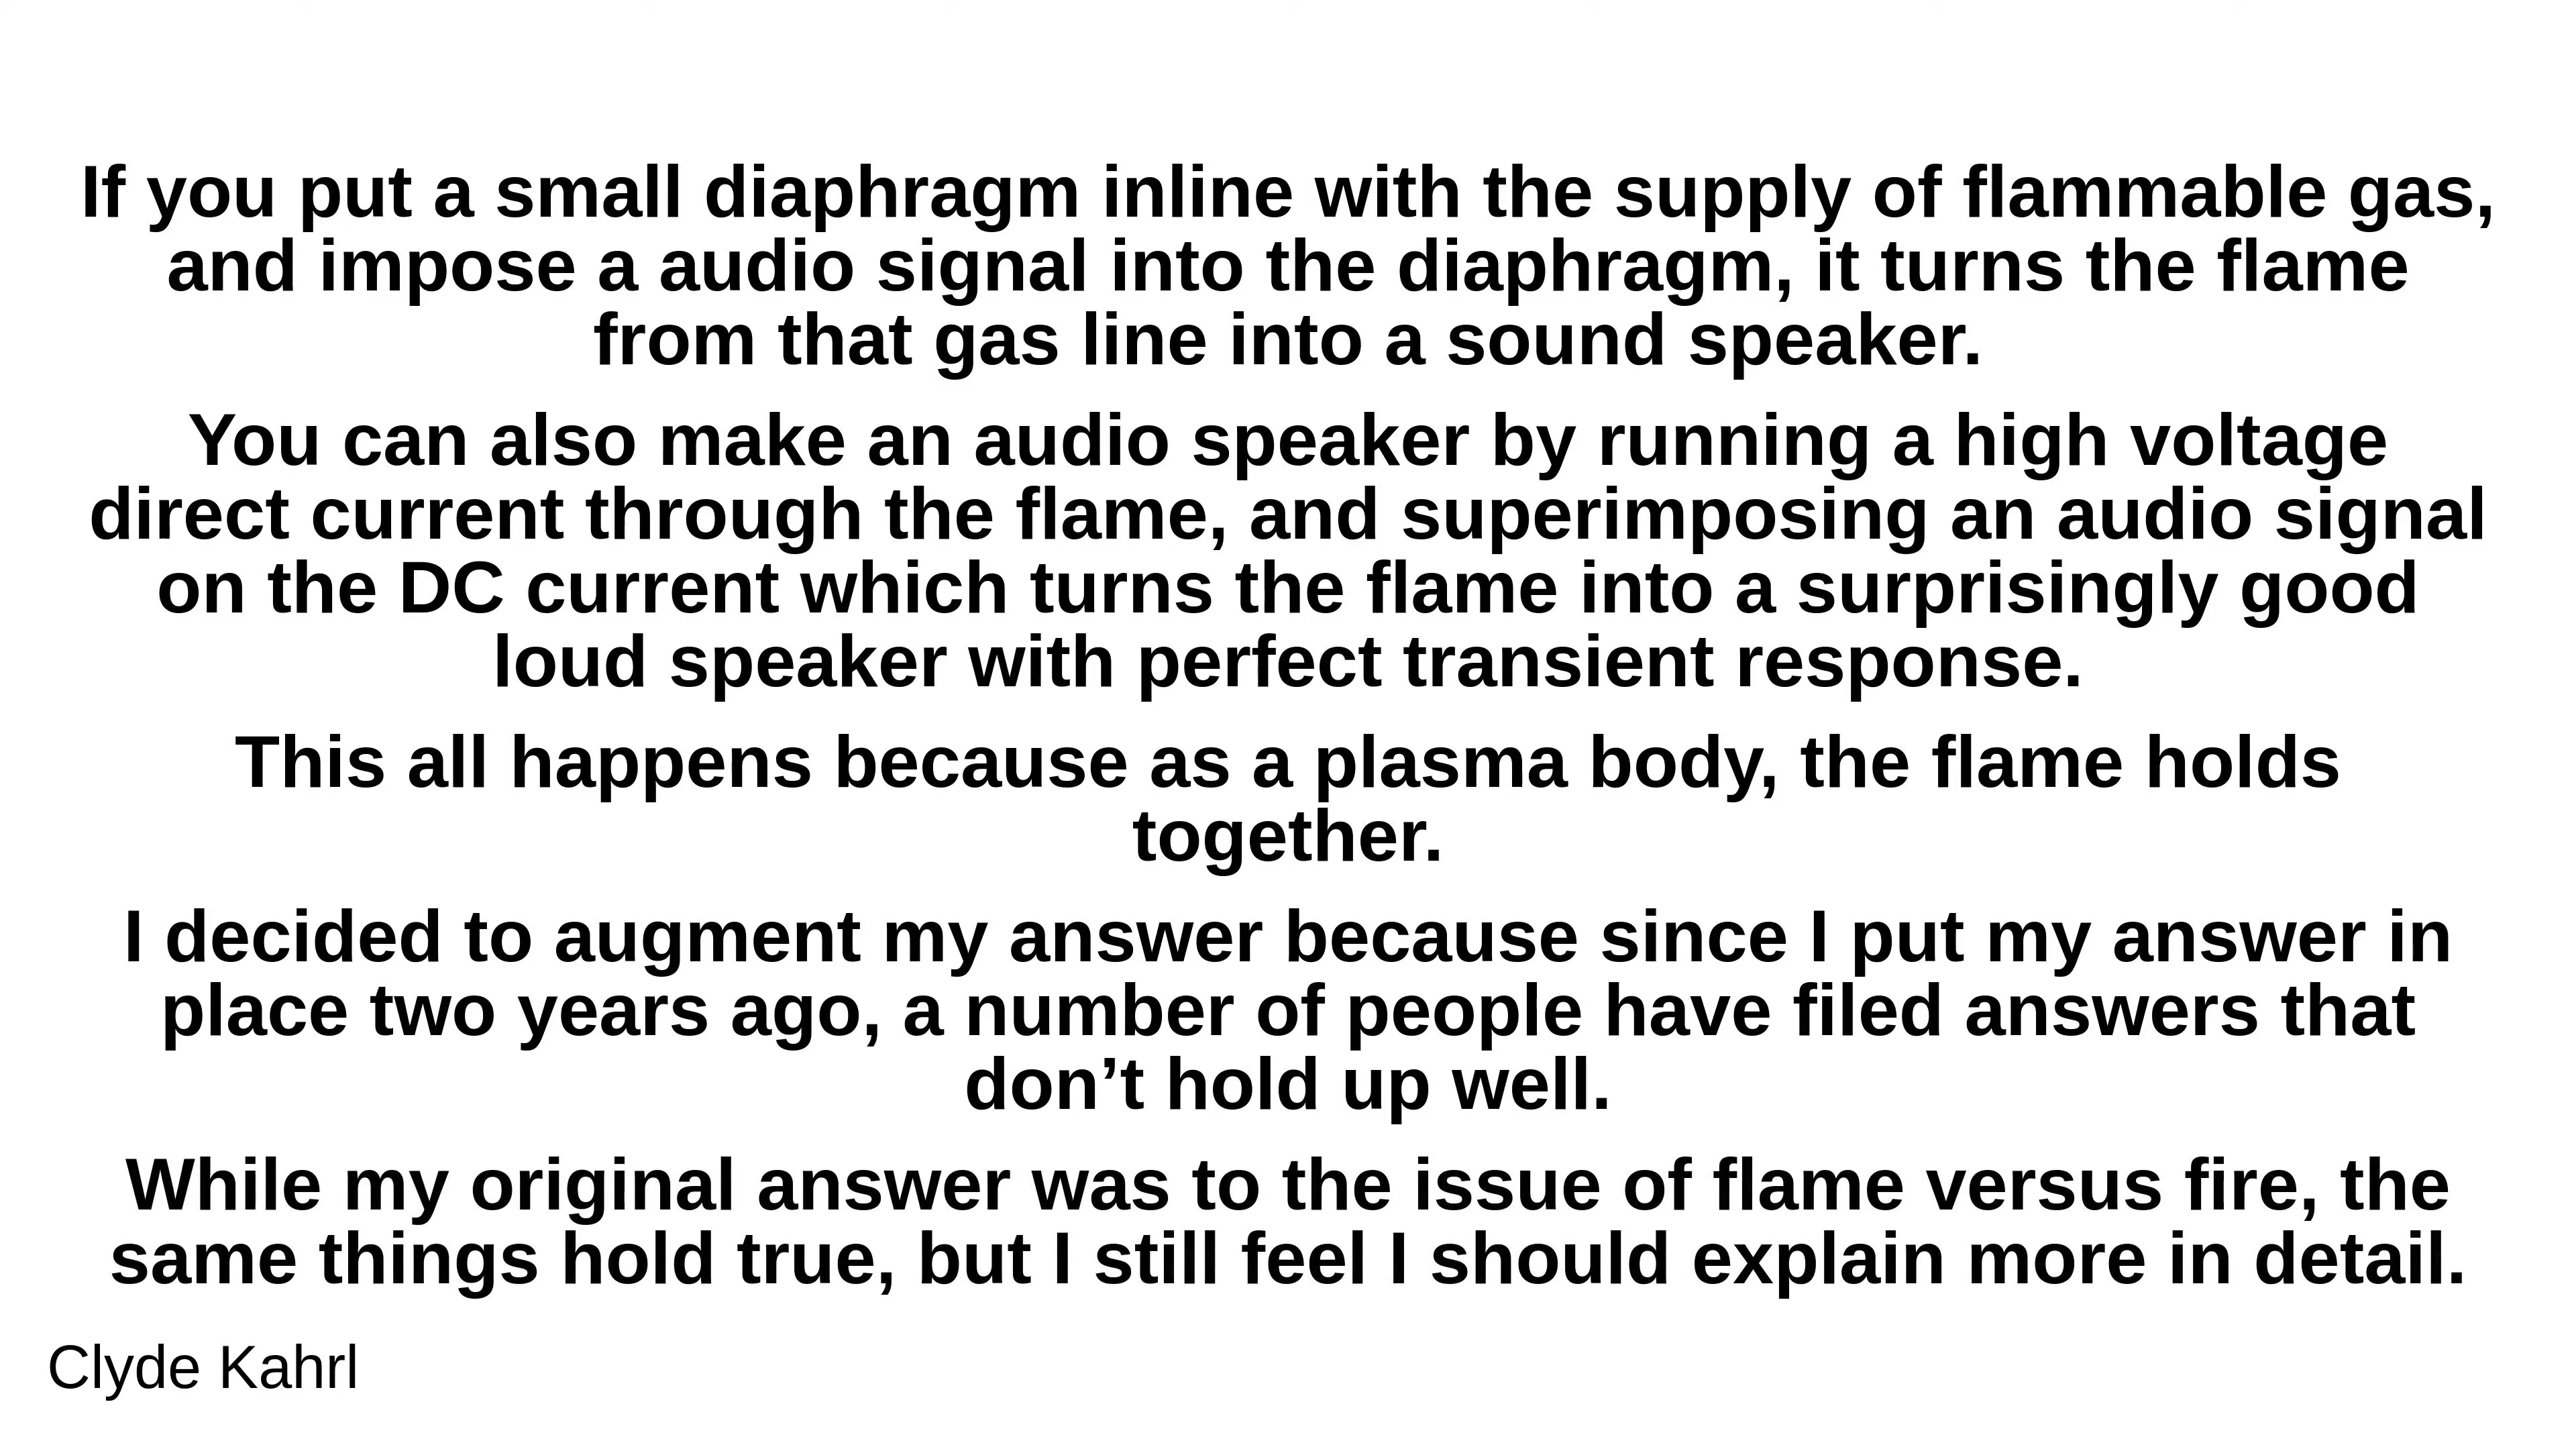 If you put a small diaphragm inline with the supply of flammable gas,
and impose a audio signal into the diaphragm, it turns the flame
from that gas line into a sound speaker.
You can also make an audio speaker by running a high voltage
direct current through the flame, and superimposing an audio signal
on the DC current which turns the flame into a surprisingly good
loud speaker with perfect transient response.
This all happens because as a plasma body, the flame holds
together.
I decided to augment my answer because since I put my answer in
place two years ago, a number of people have filed answers that
don’t hold up well.
While my original answer was to the issue of flame versus fire, the
same things hold true, but I still feel I should explain more in detail.
Clyde Kahrl